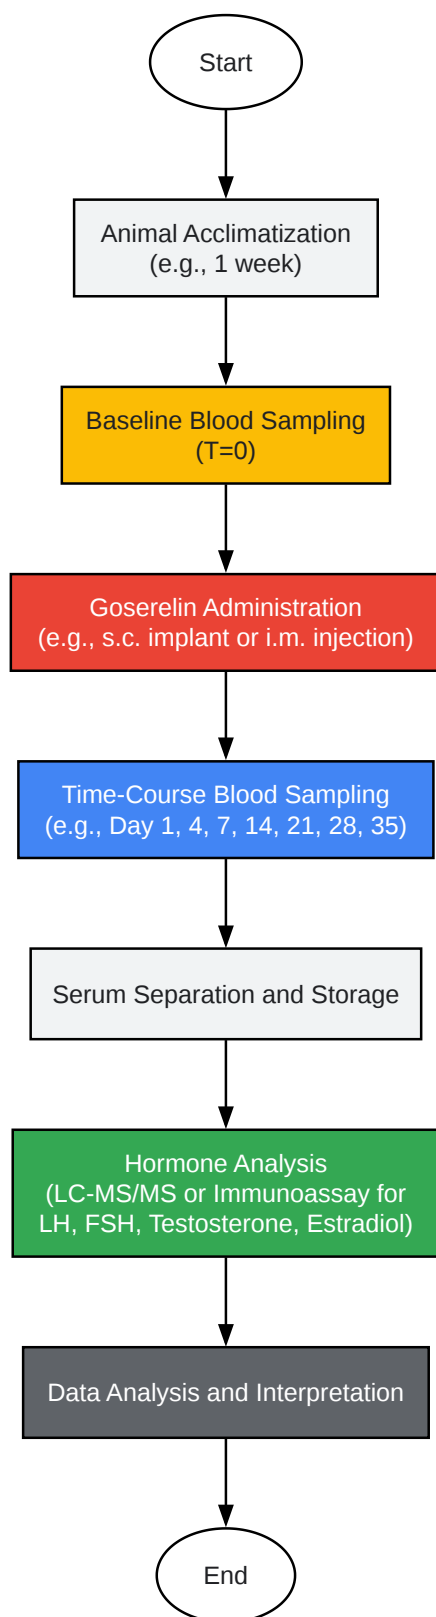 Start
Animal Acclimatization
(e.g., 1 week)
Baseline Blood Sampling
(T=0)
Goserelin Administration
(e.g., s.c. implant or i.m. injection)
Time-Course Blood Sampling
(e.g., Day 1, 4, 7, 14, 21, 28, 35)
Serum Separation and Storage
Hormone Analysis
(LC-MS/MS or Immunoassay for
LH, FSH, Testosterone, Estradiol)
Data Analysis and Interpretation
End